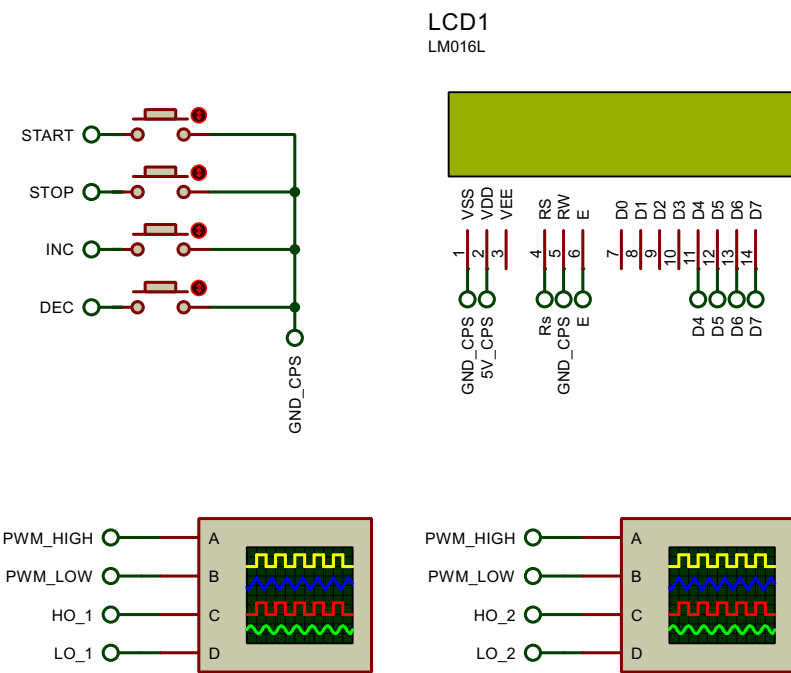 LCD1
LM016L
START
STOP
INC
DEC
GND_CPS
VSS
VDD
VEE
RS
RW
E
D0
D1
D2
D3
D4
D5
D6
D7
1
2
3
4
5
6
7
8
9
10
11
12
13
14
GND_CPS
5V_CPS
Rs
GND_CPS
E
D4
D5
D6
D7
PWM_HIGH
A
PWM_LOW
B
HO_1
C
LO_1
D
PWM_HIGH
A
PWM_LOW
B
HO_2
C
LO_2
D